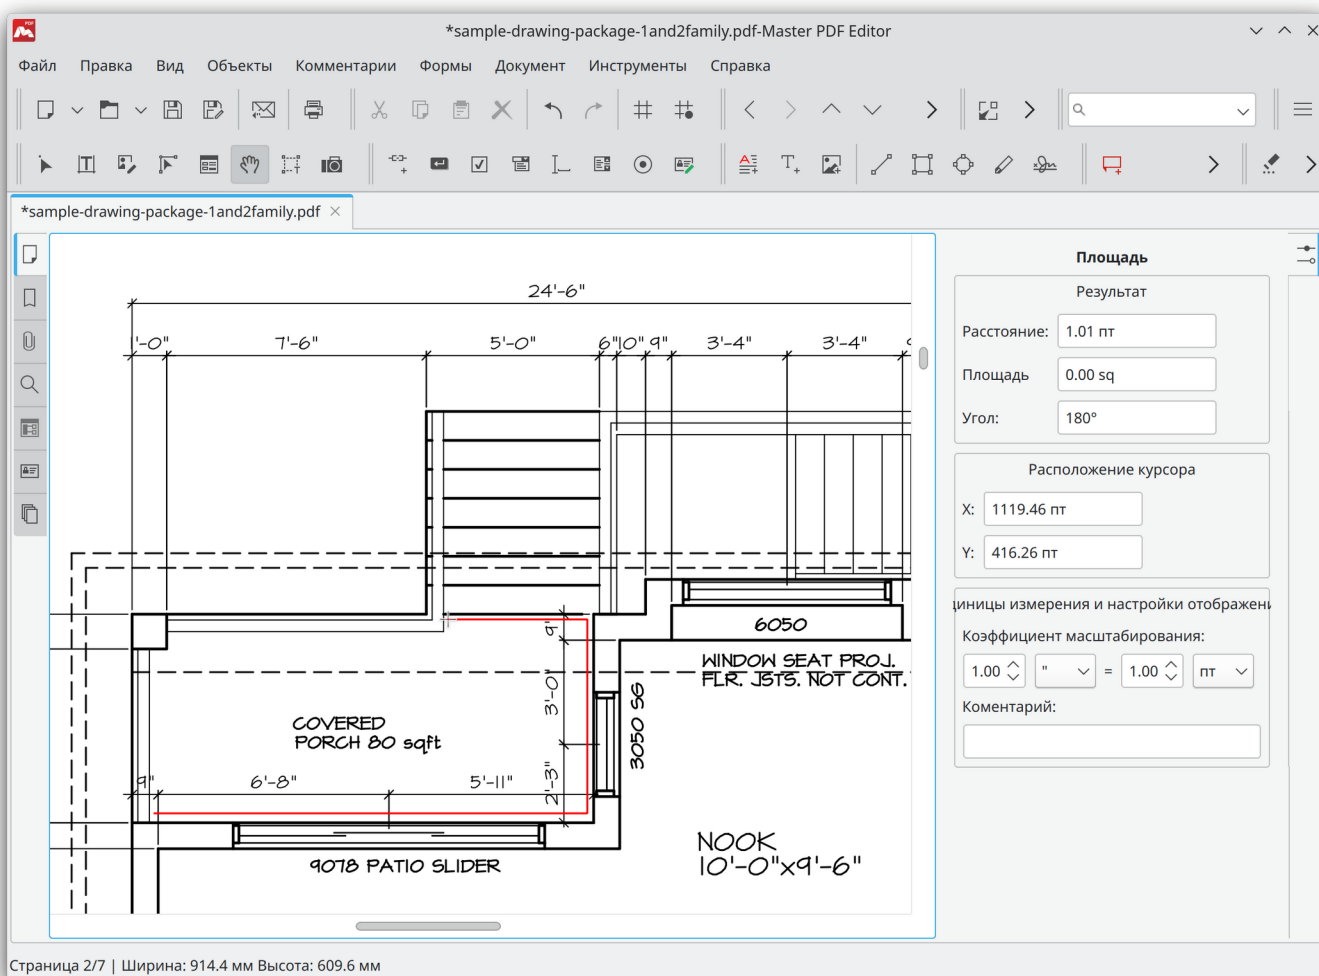 *sample-drawing-package-1and2family.pdf-Master PDF Editor
Файл Правка Вид Объекты Комментарии Формы Документ Инструменты Справка
*sample-drawing-package-1and2family.pdf
24'-6"
1'-0" 7'-6" 5'-0" 6" 10" 9" 3'-4" 3'-4"
6050
9"
WINDOW SEAT PROJ.
FLR. JSTS. NOT CONT.
3'-0"
3050 SG
COVERED
PORCH 80 sqft
9" 6'-8" 5'-11" 2'-3"
NOOK
10'-0"x9'-6"
9078 PATIO SLIDER
Площадь
Результат
Расстояние: 1.01 пт
Площадь 0.00 sq
Угол: 180°
Расположение курсора
X: 1119.46 пт
Y: 416.26 пт
диницы измерения и настройки отображени
Коэффициент масштабирования:
1.00 " = 1.00 пт
Коментарий:
Страница 2/7 | Ширина: 914.4 мм Высота: 609.6 мм